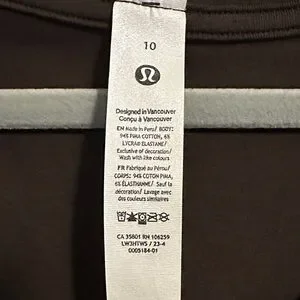 10
Designed in Vancouver
Conçu à Vancouver
EN Made in Peru/ BODY:
94% PIMA COTTON, 6%
LYCRA® ELASTANE/
Exclusive of decoration/
Wash with like colours
FR Fabriqué au Pérou/
CORPS: 94% COTON PIMA,
6% ÉLASTHANNE/ Sauf la
décoration/ Lavage avec
des couleurs similaires
CA 35801 RN 106259
LW3HTWS / 23-4
0005184-01